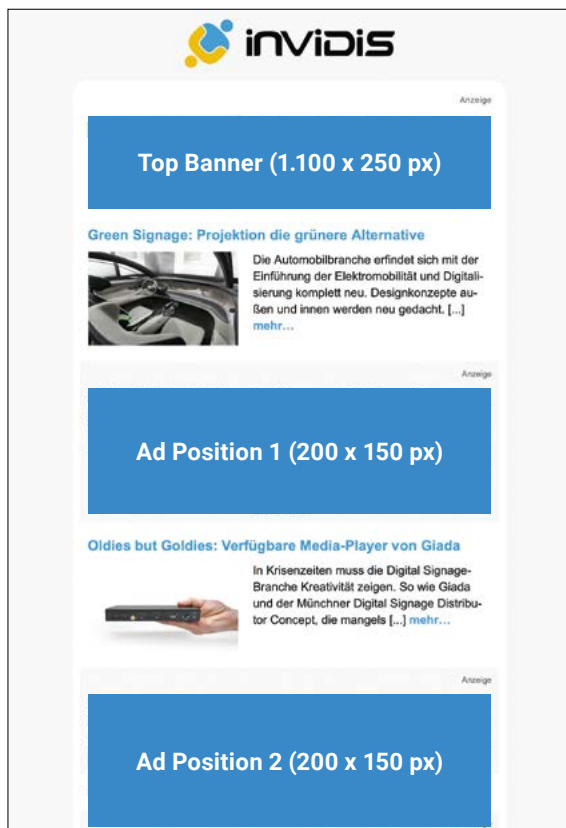 invidis
Anzeige
Top Banner (1.100 x 250 px)
Green Signage: Projektion die grünere Alternative
Die Automobilbranche erfindet sich mit der
Einführung der Elektromobilität und Digitali-
sierung komplett neu. Designkonzepte au-
ßen und innen werden neu gedacht. [...]
mehr...
Anzeige
Ad Position 1 (200 x 150 px)
Oldies but Goldies: Verfügbare Media-Player von Giada
In Krisenzeiten muss die Digital Signage-
Branche Kreativität zeigen. So wie Giada
und der Münchner Digital Signage Distribu-
tor Concept, die mangels [...] mehr...
Anzeige
Ad Position 2 (200 x 150 px)